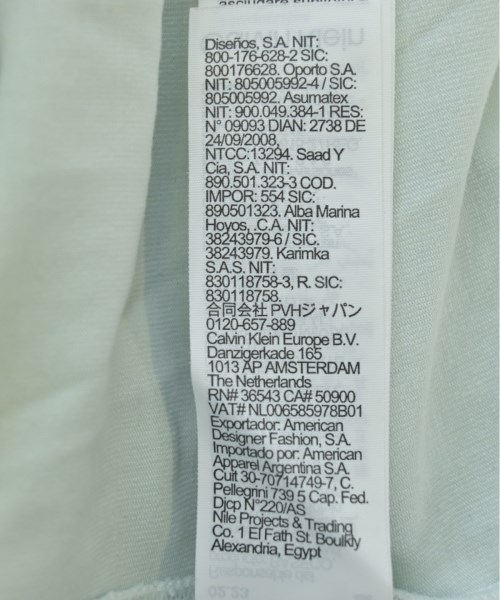 asciugare
Diseños, S.A. NIT:
800-176-628-2 SIC:
800176628. Oporto S.A.
NIT: 805005992-4 / SIC:
805005992. Asumatex
NIT: 900.049.384-1 RES:
N° 09093 DIAN: 2738 DE
24/09/2008,
NTCC:13294. Saad Y
Cia, S.A. NIT:
890.501.323-3 COD.
IMPOR: 554 SIC:
890501323. Alba Marina
Hoyos, .C.A. NIT:
38243979-6 / SIC.
38243979. Karimka
S.A.S. NIT:
830118758-3, R. SIC:
830118758.
合同会社 PVHジャパン
0120-657-889
Calvin Klein Europe B.V.
Danzigerkade 165
1013 AP AMSTERDAM
The Netherlands
RN# 36543 CA# 50900
VAT# NL006585978B01
Exportador: American
Designer Fashion, S.A.
Importado por: American
Apparel Argentina S.A.
Cuit 30-70714749-7, C.
Pellegrini 739 5 Cap. Fed.
Djcp N°220/AS
Nile Projects & Trading
Co. 1 El Fath St. Boulkly
Alexandria, Egypt